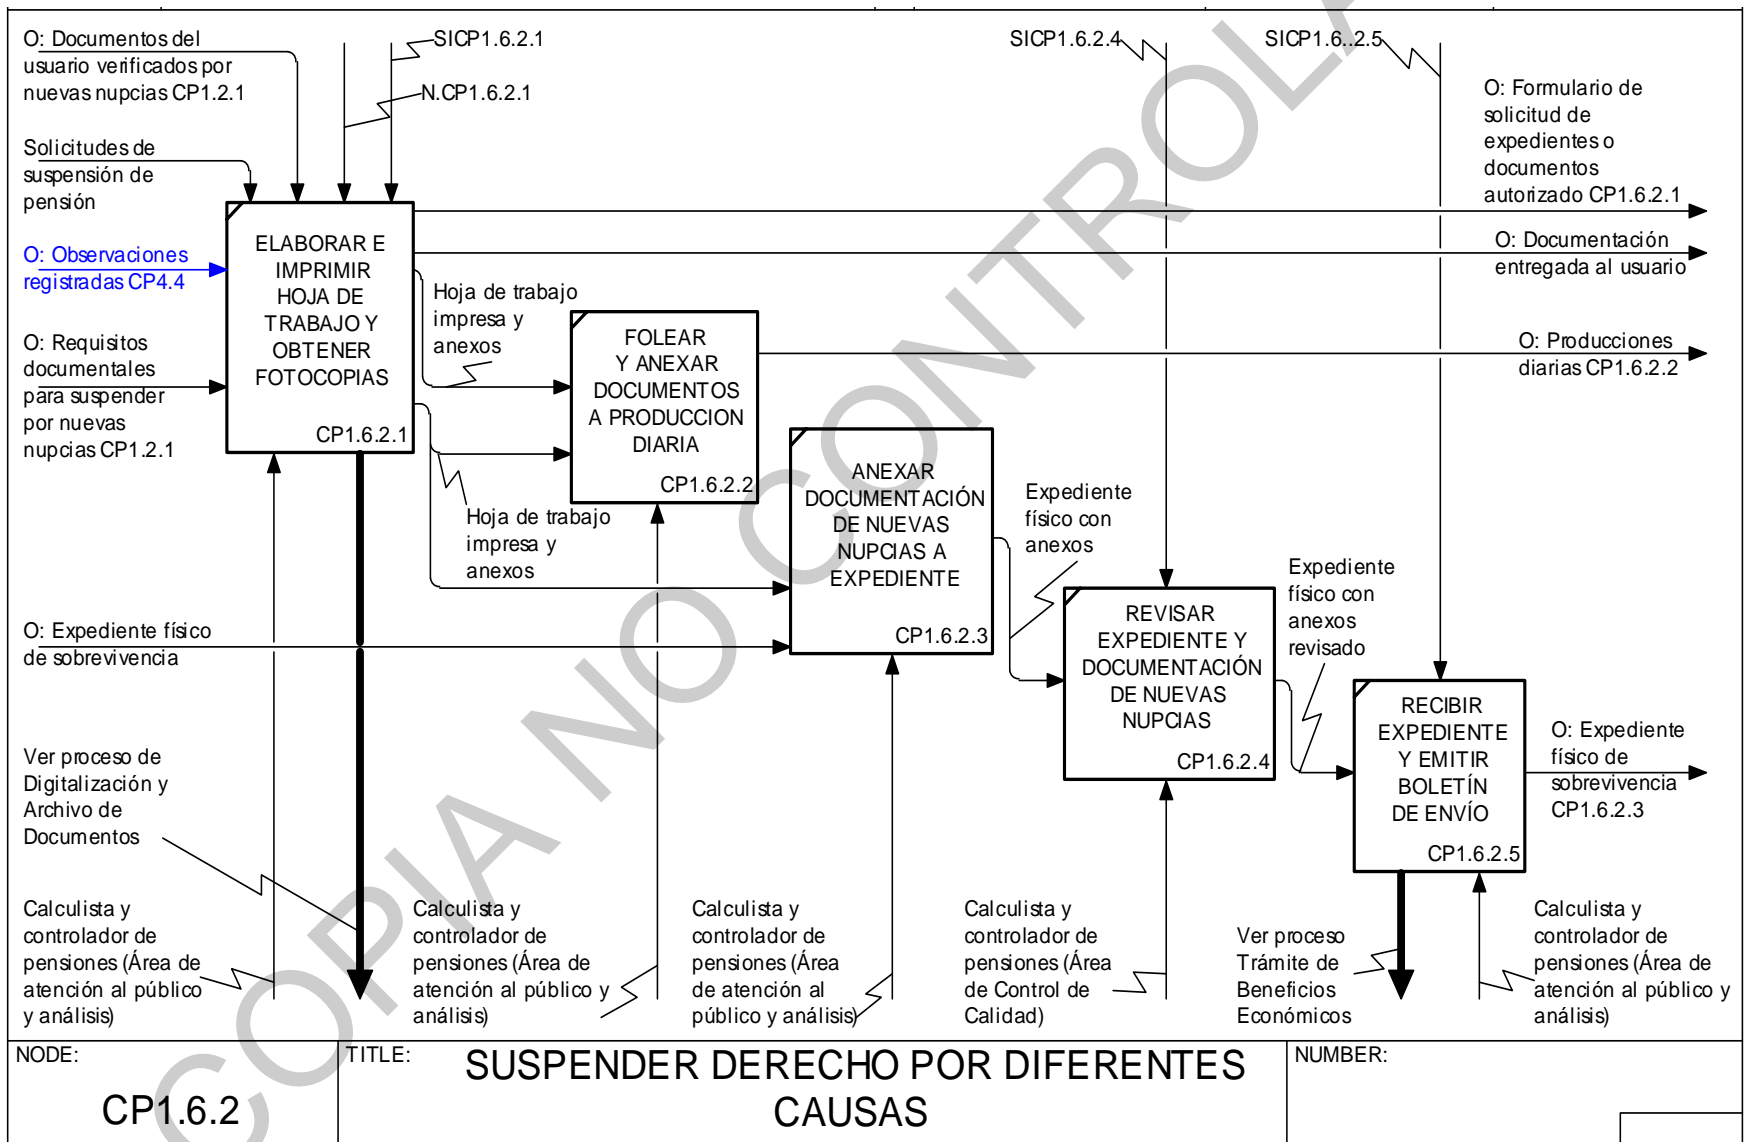 O: Documentos del
usuario verificados por
nuevas nupcias CP1.2.1
SICP1.6.2.1
N.CP1.6.2.1
SICP1.6.2.4
SICP1.6..2.5
O: Formulario de
solicitud de
expedientes o
documentos
autorizado CP1.6.2.1
Solicitudes de
suspensión de
pensión
O: Observaciones
registradas CP4.4
O: Requisitos
documentales
para suspender
por nuevas
nupcias CP1.2.1
ELABORAR E
IMPRIMIR
HOJA DE
TRABAJO Y
OBTENER
FOTOCOPIAS
CP1.6.2.1
O: Documentación
entregada al usuario
Hoja de trabajo
impresa y
anexos
FOLEAR
Y ANEXAR
DOCUMENTOS
A PRODUCCION
DIARIA
CP1.6.2.2
O: Producciones
diarias CP1.6.2.2
Hoja de trabajo
impresa y
anexos
ANEXAR
DOCUMENTACIÓN
DE NUEVAS
NUPCIAS A
EXPEDIENTE
CP1.6.2.3
Expediente
físico con
anexos
O: Expediente físico
de sobrevivencia
REVISAR
EXPEDIENTE Y
DOCUMENTACIÓN
DE NUEVAS
NUPCIAS
CP1.6.2.4
Expediente
físico con
anexos
revisado
RECIBIR
EXPEDIENTE
Y EMITIR
BOLETÍN
DE ENVÍO
CP1.6.2.5
O: Expediente
físico de
sobrevivencia
CP1.6.2.3
Ver proceso de
Digitalización y
Archivo de
Documentos
Calculista y
controlador de
pensiones (Área de
atención al público
y análisis)
Calculista y
controlador de
pensiones (Área de
atención al público y
análisis)
Calculista y
controlador de
pensiones (Área
de atención al
público y análisis)
Calculista y
controlador de
pensiones (Área
de Control de
Calidad)
Ver proceso
Trámite de
Beneficios
Económicos
Calculista y
controlador de
pensiones (Área de
atención al público y
análisis)
COPIA NO CONTROLA
NODE:
CP1.6.2
TITLE:
SUSPENDER DERECHO POR DIFERENTES
CAUSAS
NUMBER: